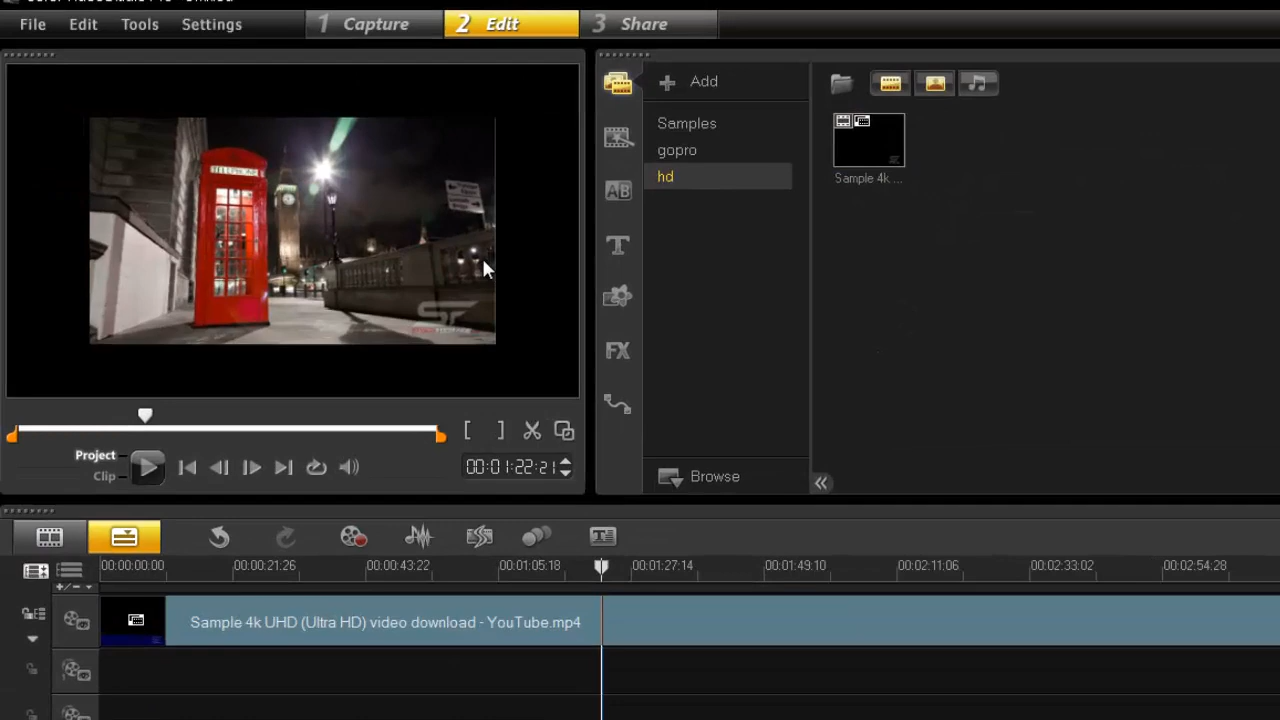 File Edit Tools Settings 1 Capture 2 Edit 3 Share
Add
Samples
gopro
hd
Sample 4k ...
TELEPHONE
Project
Clip
[ ]
00:01:22:21
Browse
00:00:00:00 00:00:21:26 00:00:43:22 00:01:05:18 00:01:27:14 00:01:49:10 00:02:11:06 00:02:33:02 00:02:54:28
Sample 4k UHD (Ultra HD) video download - YouTube.mp4
AB
T
FX